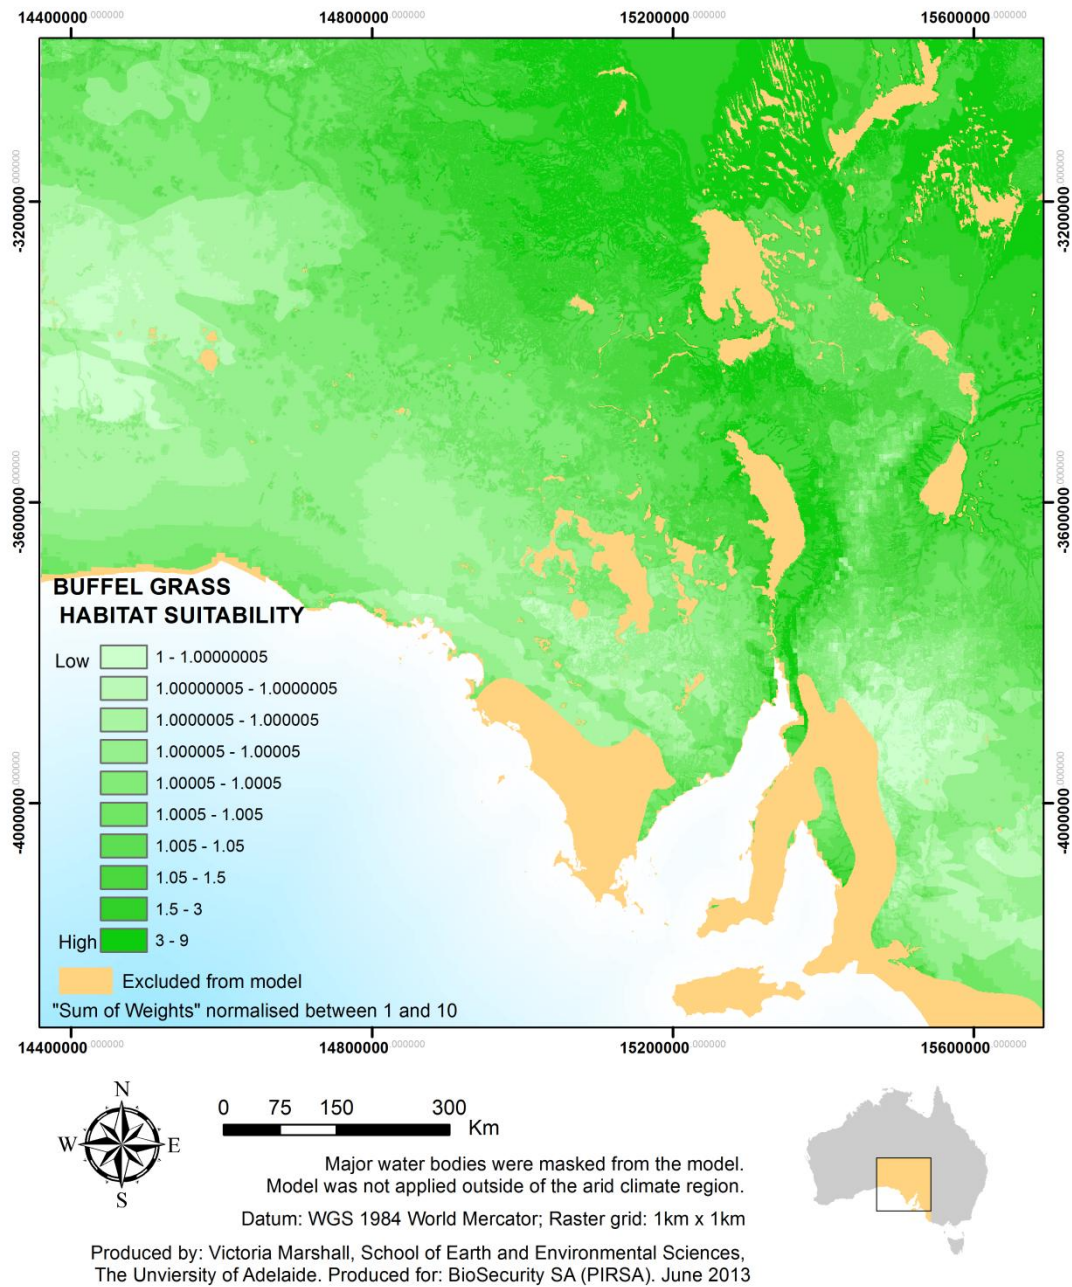 14400000.000000 14800000.000000 15200000.000000 15600000.000000
-3200000.000000 -3200000.000000
-3600000.000000 -3600000.000000
-4000000.000000 -4000000.000000
BUFFEL GRASS
HABITAT SUITABILITY
Low 1 - 1.00000005
1.00000005 - 1.0000005
1.0000005 - 1.000005
1.000005 - 1.00005
1.00005 - 1.0005
1.0005 - 1.005
1.005 - 1.05
1.05 - 1.5
1.5 - 3
High 3 - 9
Excluded from model
"Sum of Weights" normalised between 1 and 10
14400000.000000 14800000.000000 15200000.000000 15600000.000000
N
W E
S
0 75 150 300
Km
Major water bodies were masked from the model.
Model was not applied outside of the arid climate region.
Datum: WGS 1984 World Mercator; Raster grid: 1km x 1km
Produced by: Victoria Marshall, School of Earth and Environmental Sciences,
The Unviersity of Adelaide. Produced for: BioSecurity SA (PIRSA). June 2013